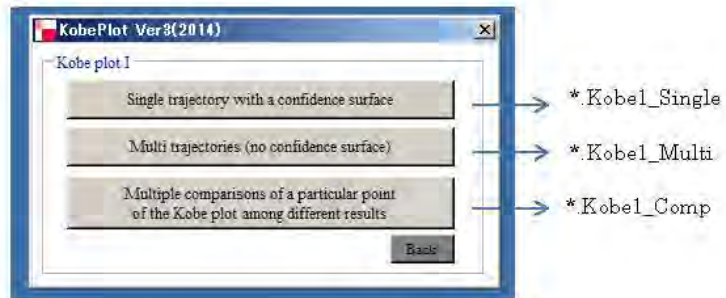 KobePlot Ver3(2014)
Kobe plot I
Single trajectory with a confidence surface
*.Kobe1_Single
Multi trajectories (no confidence surface)
*.Kobe1_Multi
Multiple comparisons of a particular point
of the Kobe plot among different results
*.Kobe1_Comp
Back